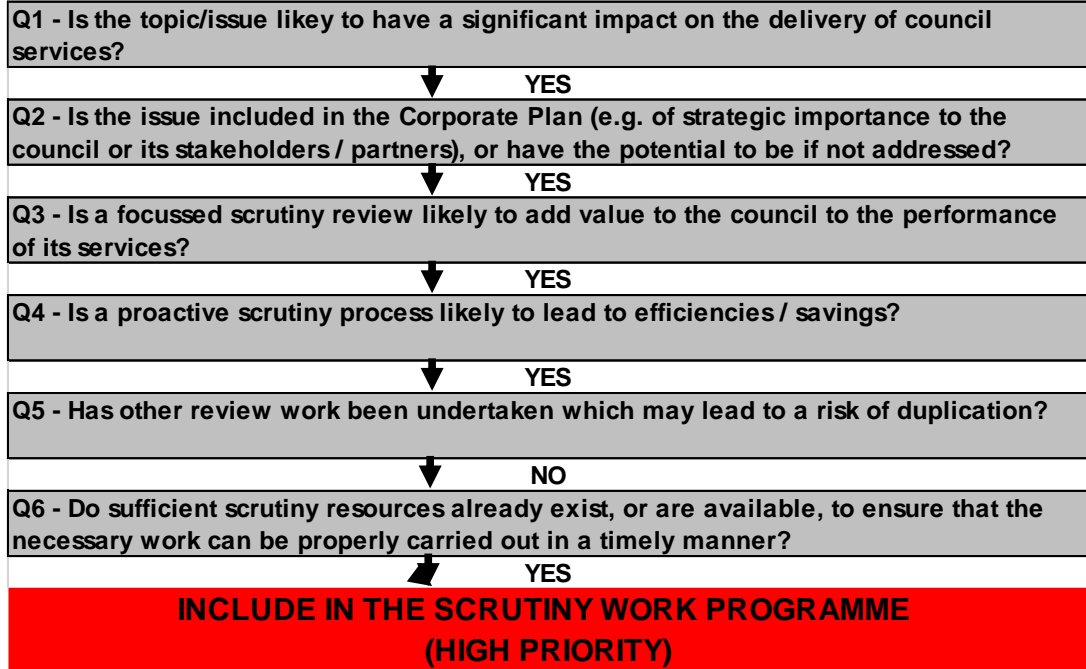 Q1 - Is the topic/issue likey to have a significant impact on the delivery of council
services?
YES
Q2 - Is the issue included in the Corporate Plan (e.g. of strategic importance to the
council or its stakeholders / partners), or have the potential to be if not addressed?
YES
Q3 - Is a focussed scrutiny review likely to add value to the council to the performance
of its services?
YES
Q4 - Is a proactive scrutiny process likely to lead to efficiencies / savings?
YES
Q5 - Has other review work been undertaken which may lead to a risk of duplication?
NO
Q6 - Do sufficient scrutiny resources already exist, or are available, to ensure that the
necessary work can be properly carried out in a timely manner?
YES
INCLUDE IN THE SCRUTINY WORK PROGRAMME
(HIGH PRIORITY)